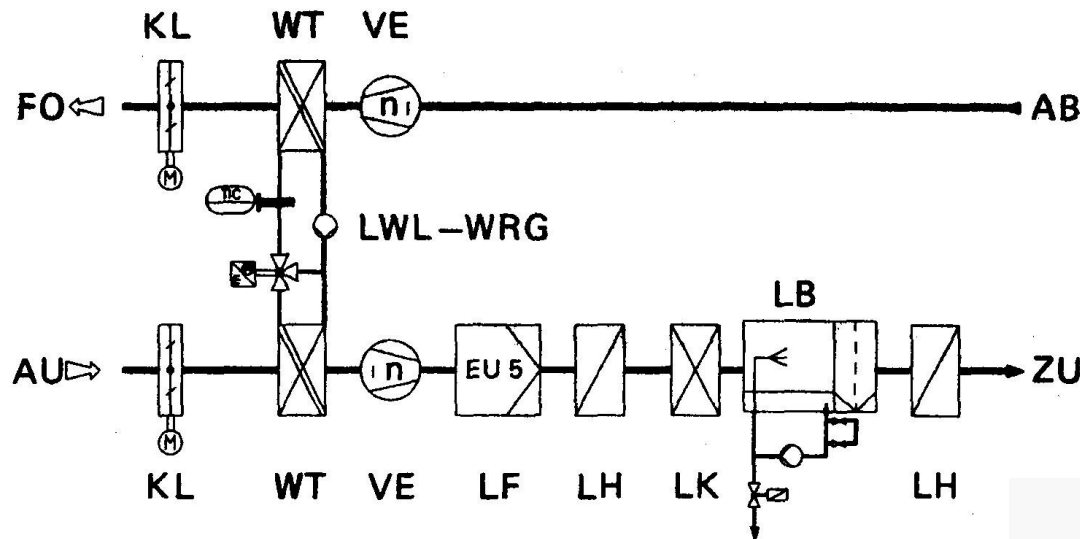 KL WT VE
FO n AB
M
nc
LWL-WRG
LB
AU n EU 5 ZU
M
KL WT VE LF LH LK LH